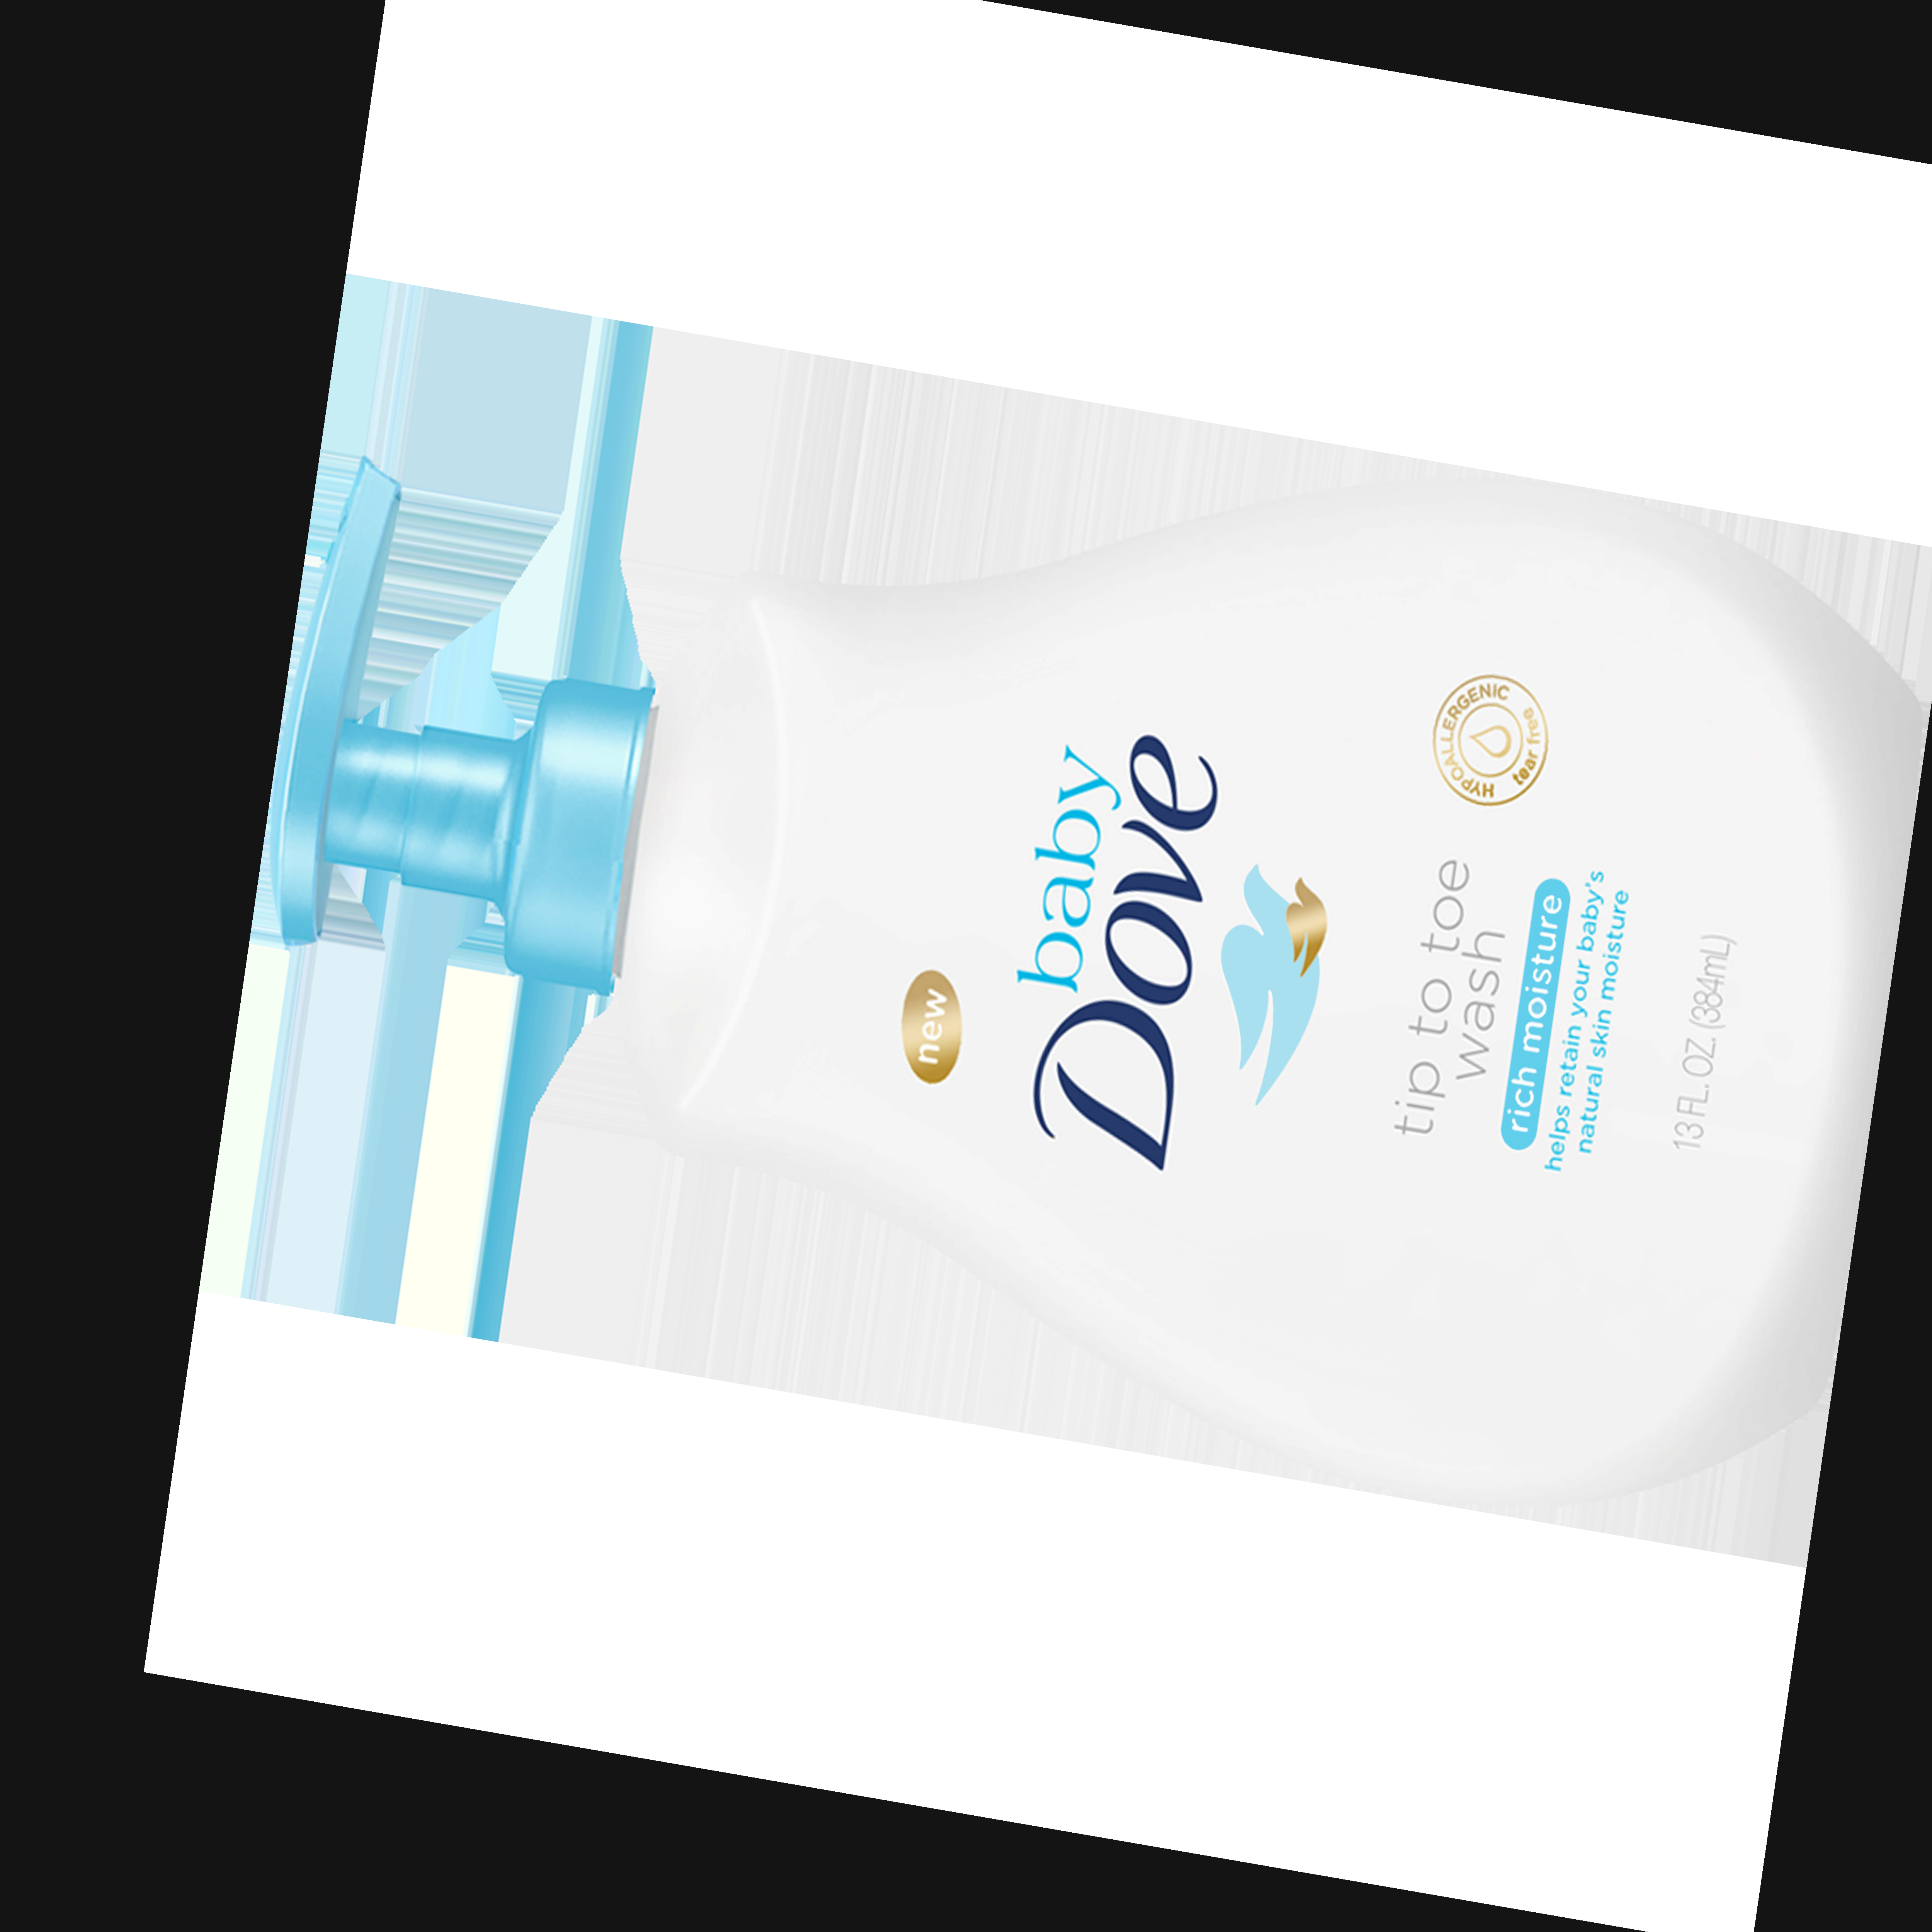 new
baby
Dove
HYPOALLERGENIC
tear free
tip to toe
wash
rich moisture
helps retain your baby's
natural skin moisture
13 FL. OZ. (384mL)